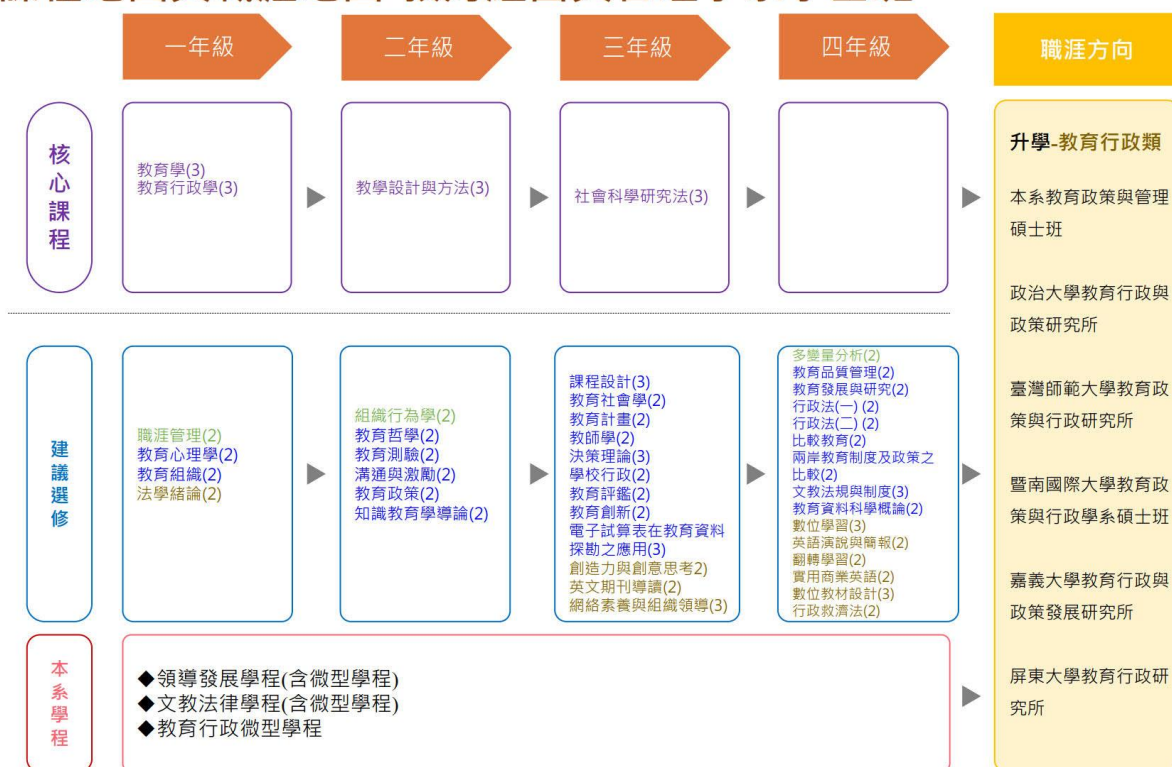 一年級
二年級
三年級
四年級
職涯方向
核
心
課
程
教育學(3)
教育行政學(3)
教學設計與方法(3)
社會科學研究法(3)
建
議
選
修
職涯管理(2)
教育心理學(2)
教育組織(2)
法學緒論(2)
組織行為學(2)
教育哲學(2)
教育測驗(2)
溝通與激勵(2)
教育政策(2)
知識教育學導論(2)
課程設計(3)
教育社會學(2)
教育計畫(2)
教師學(2)
決策理論(3)
學校行政(2)
教育評鑑(2)
教育創新(2)
電子試算表在教育資料
探勘之應用(3)
創造力與創意思考2)
英文期刊導讀(2)
網絡素養與組織領導(3)
多變量分析(2)
教育品質管理(2)
教育發展與研究(2)
行政法(一) (2)
行政法(二) (2)
比較教育(2)
兩岸教育制度及政策之
比較(2)
文教法規與制度(3)
教育資料科學概論(2)
數位學習(3)
英語演說與簡報(2)
翻轉學習(2)
實用商業英語(2)
數位教材設計(3)
行政救濟法(2)
本
系
學
程
◆領導發展學程(含微型學程)
◆文教法律學程(含微型學程)
◆教育行政微型學程
升學-教育行政類
本系教育政策與管理
碩士班
政治大學教育行政與
政策研究所
臺灣師範大學教育政
策與行政研究所
暨南國際大學教育政
策與行政學系碩士班
嘉義大學教育行政與
政策發展研究所
屏東大學教育行政研
究所